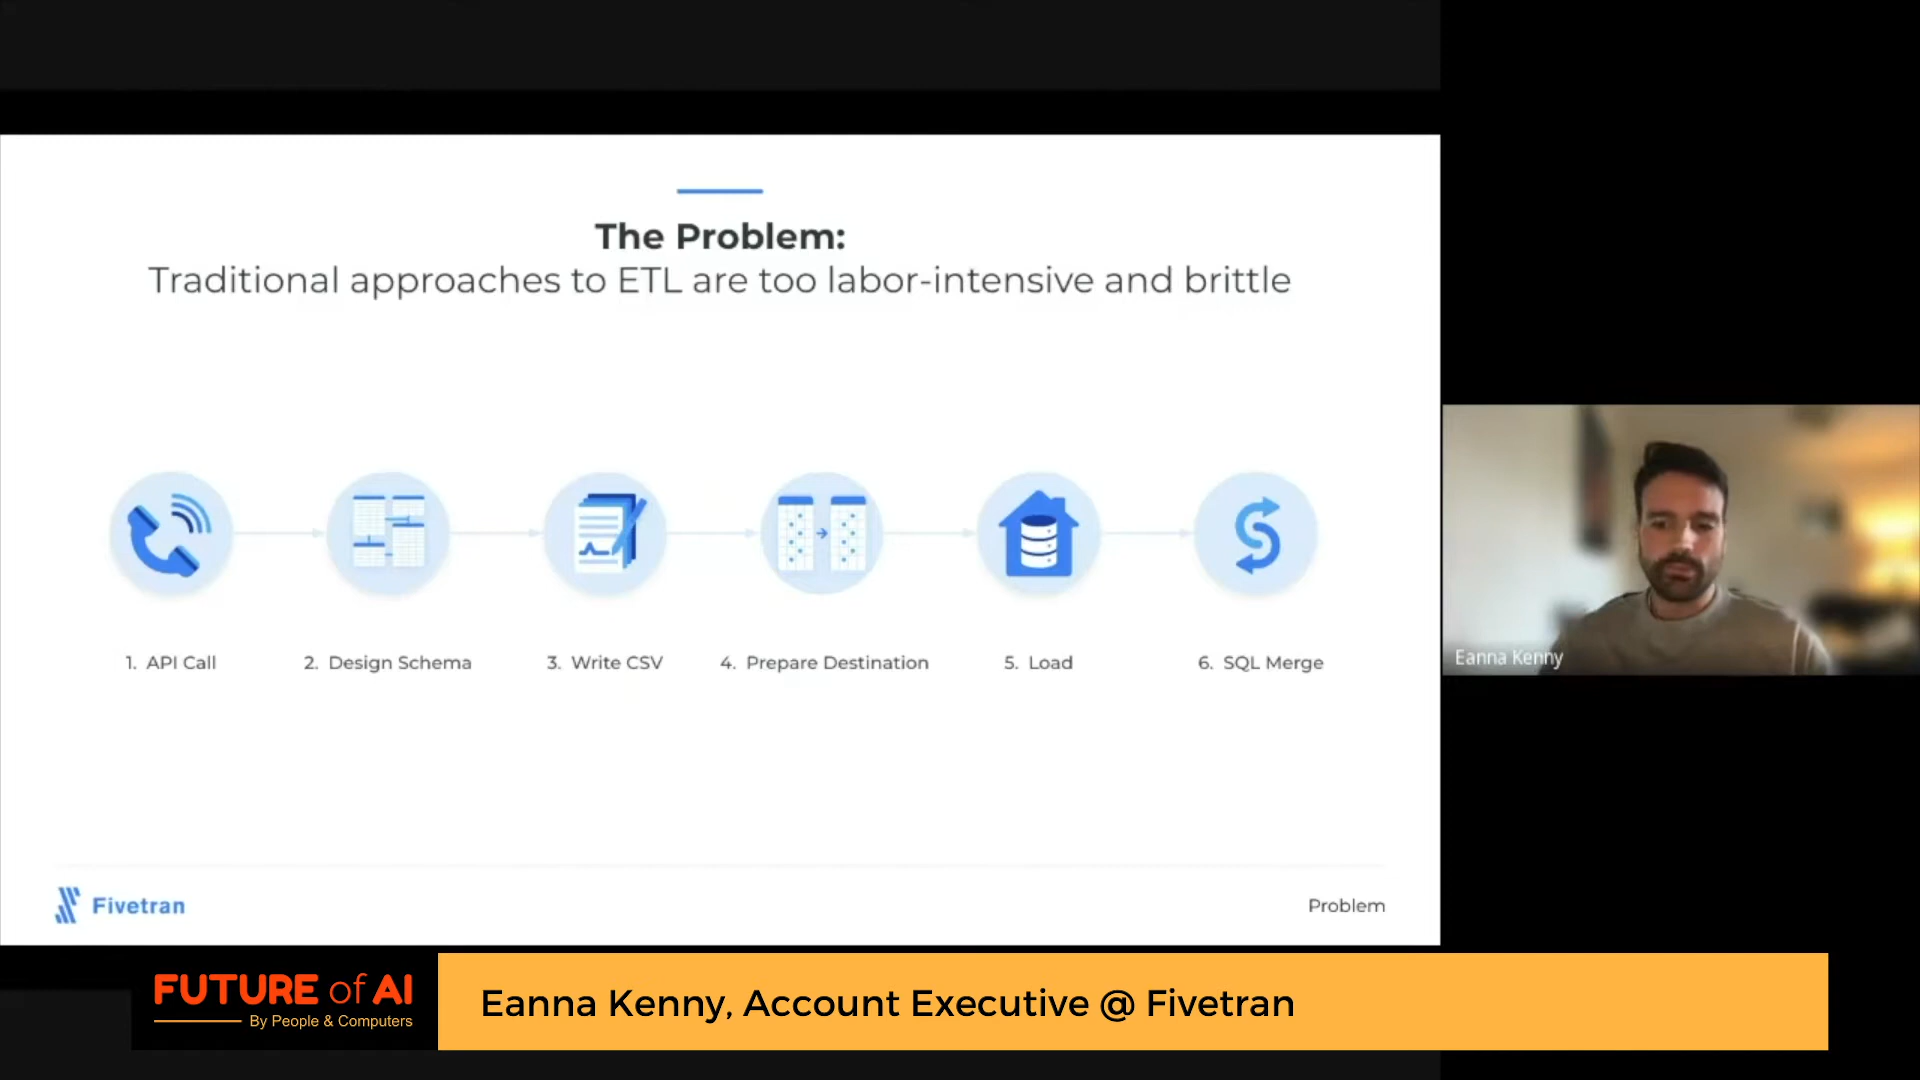 The Problem:
Traditional approaches to ETL are too labor-intensive and brittle
1. API Call
2. Design Schema
3. Write CSV
4. Prepare Destination
5. Load
6. SQL Merge
Fivetran
Problem
Eanna Kenny
FUTURE of AI
By People & Computers
Eanna Kenny, Account Executive @ Fivetran